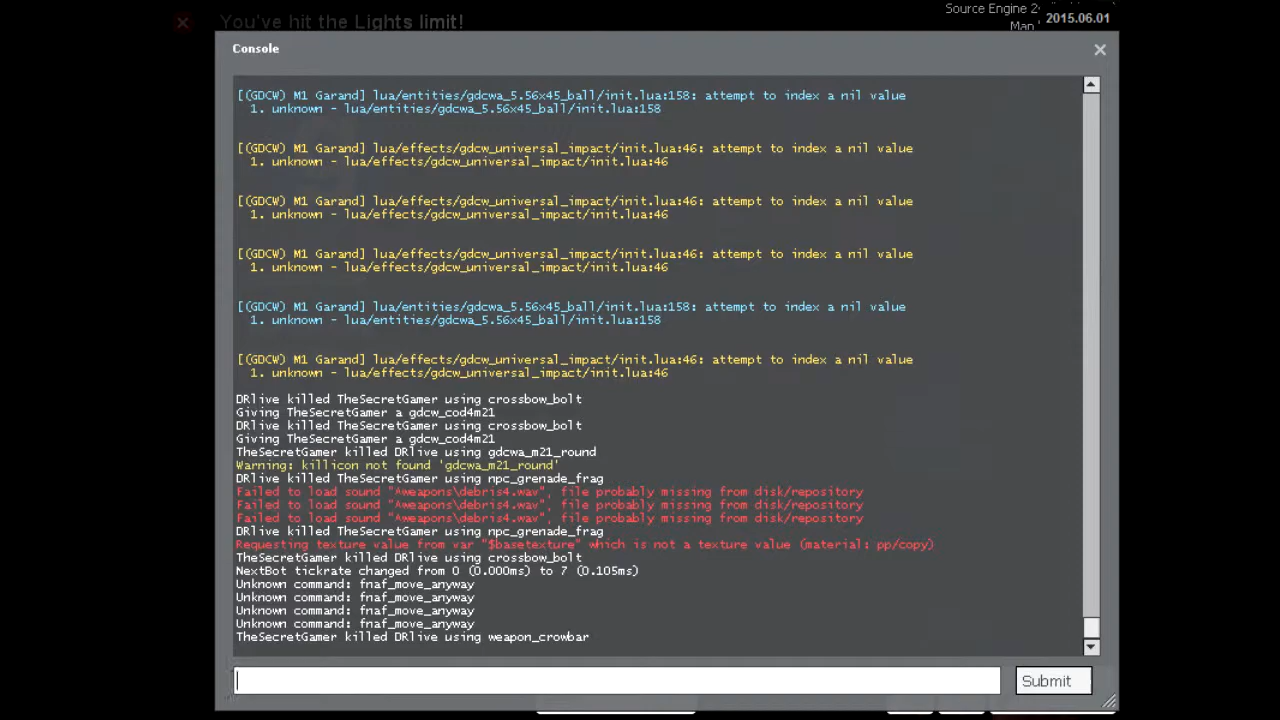 You've hit the Lights limit!
Source Engine 2
Map
2015.06.01
Console
[(GDCW) M1 Garand] lua/entities/gdcwa_5.56x45_ball/init.lua:158: attempt to index a nil value
1. unknown - lua/entities/gdcwa_5.56x45_ball/init.lua:158
[(GDCW) M1 Garand] lua/effects/gdcw_universal_impact/init.lua:46: attempt to index a nil value
1. unknown - lua/effects/gdcw_universal_impact/init.lua:46
[(GDCW) M1 Garand] lua/effects/gdcw_universal_impact/init.lua:46: attempt to index a nil value
1. unknown - lua/effects/gdcw_universal_impact/init.lua:46
[(GDCW) M1 Garand] lua/effects/gdcw_universal_impact/init.lua:46: attempt to index a nil value
1. unknown - lua/effects/gdcw_universal_impact/init.lua:46
[(GDCW) M1 Garand] lua/entities/gdcwa_5.56x45_ball/init.lua:158: attempt to index a nil value
1. unknown - lua/entities/gdcwa_5.56x45_ball/init.lua:158
[(GDCW) M1 Garand] lua/effects/gdcw_universal_impact/init.lua:46: attempt to index a nil value
1. unknown - lua/effects/gdcw_universal_impact/init.lua:46
DRlive killed TheSecretGamer using crossbow_bolt
Giving TheSecretGamer a gdcw_cod4m21
DRlive killed TheSecretGamer using crossbow_bolt
Giving TheSecretGamer a gdcw_cod4m21
TheSecretGamer killed DRlive using gdcwa_m21_round
Warning: killicon not found 'gdcwa_m21_round'
DRlive killed TheSecretGamer using npc_grenade_frag
Failed to load sound "Aweapons\debris4.wav", file probably missing from disk/repository
Failed to load sound "Aweapons\debris4.wav", file probably missing from disk/repository
Failed to load sound "Aweapons\debris4.wav", file probably missing from disk/repository
DRlive killed TheSecretGamer using npc_grenade_frag
Requesting texture value from var "$basetexture" which is not a texture value (material: pp/copy)
TheSecretGamer killed DRlive using crossbow_bolt
NextBot tickrate changed from 0 (0.000ms) to 7 (0.105ms)
Unknown command: fnaf_move_anyway
Unknown command: fnaf_move_anyway
Unknown command: fnaf_move_anyway
Unknown command: fnaf_move_anyway
TheSecretGamer killed DRlive using weapon_crowbar
Submit